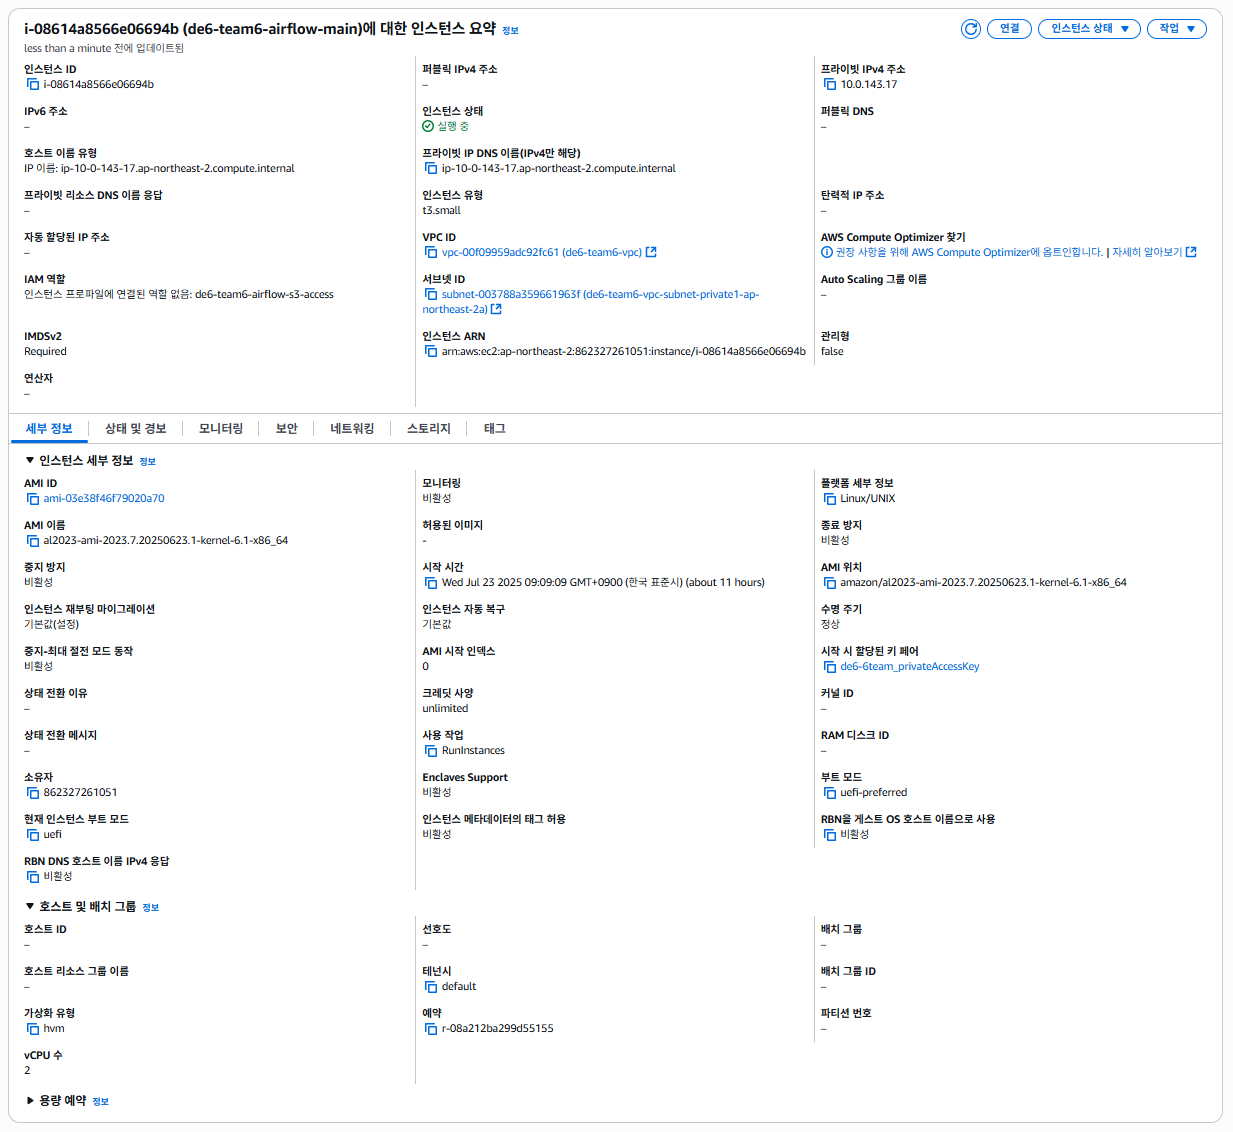 i-08614a8566e06694b (de6-team6-airflow-main)에 대한 인스턴스 요약 정보
less than a minute 전에 업데이트됨
연결
인스턴스 상태
작업
인스턴스 ID
i-08614a8566e06694b
퍼블릭 IPv4 주소
–
프라이빗 IPv4 주소
10.0.143.17
IPv6 주소
–
인스턴스 상태
실행 중
퍼블릭 DNS
–
호스트 이름 유형
IP 이름: ip-10-0-143-17.ap-northeast-2.compute.internal
프라이빗 IP DNS 이름(IPv4만 해당)
ip-10-0-143-17.ap-northeast-2.compute.internal
프라이빗 리소스 DNS 이름 응답
–
인스턴스 유형
t3.small
탄력적 IP 주소
–
자동 할당된 IP 주소
–
VPC ID
vpc-00f09959adc92fc61 (de6-team6-vpc)
AWS Compute Optimizer 찾기
권장 사항을 위해 AWS Compute Optimizer에 옵트인합니다. | 자세히 알아보기
IAM 역할
인스턴스 프로파일에 연결된 역할 없음: de6-team6-airflow-s3-access
서브넷 ID
subnet-003788a359661963f (de6-team6-vpc-subnet-private1-ap-
northeast-2a)
Auto Scaling 그룹 이름
–
IMDSv2
Required
인스턴스 ARN
arn:aws:ec2:ap-northeast-2:862327261051:instance/i-08614a8566e06694b
관리형
false
연산자
–
세부 정보
상태 및 경보
모니터링
보안
네트워킹
스토리지
태그
인스턴스 세부 정보 정보
AMI ID
ami-03e38f46f79020a70
모니터링
비활성
플랫폼 세부 정보
Linux/UNIX
AMI 이름
al2023-ami-2023.7.20250623.1-kernel-6.1-x86_64
허용된 이미지
-
종료 방지
비활성
중지 방지
비활성
시작 시간
Wed Jul 23 2025 09:09:09 GMT+0900 (한국 표준시) (about 11 hours)
AMI 위치
amazon/al2023-ami-2023.7.20250623.1-kernel-6.1-x86_64
인스턴스 재부팅 마이그레이션
기본값(설정)
인스턴스 자동 복구
기본값
수명 주기
정상
중지-최대 절전 모드 동작
비활성
AMI 시작 인덱스
0
시작 시 할당된 키 페어
de6-6team_privateAccessKey
상태 전환 이유
–
크레딧 사양
unlimited
커널 ID
–
상태 전환 메시지
–
사용 작업
RunInstances
RAM 디스크 ID
–
소유자
862327261051
Enclaves Support
비활성
부트 모드
uefi-preferred
현재 인스턴스 부트 모드
uefi
인스턴스 메타데이터의 태그 허용
비활성
RBN을 게스트 OS 호스트 이름으로 사용
비활성
RBN DNS 호스트 이름 IPv4 응답
비활성
호스트 및 배치 그룹 정보
호스트 ID
–
선호도
–
배치 그룹
–
호스트 리소스 그룹 이름
–
테넌시
default
배치 그룹 ID
–
가상화 유형
hvm
예약
r-08a212ba299d55155
파티션 번호
–
vCPU 수
2
용량 예약 정보